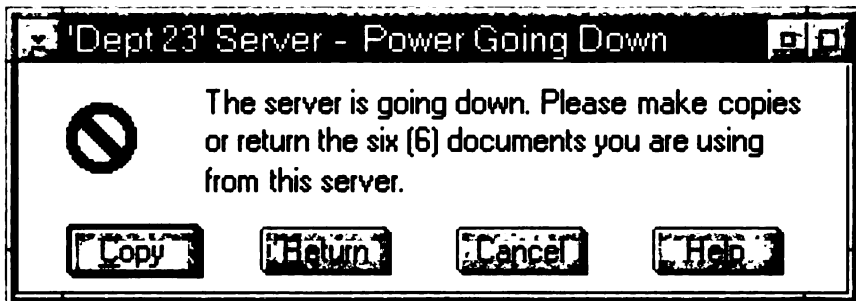 'Dept 23' Server - Power Going Down
The server is going down. Please make copies
or return the six (6) documents you are using
from this server.
Copy Return Cancel Help